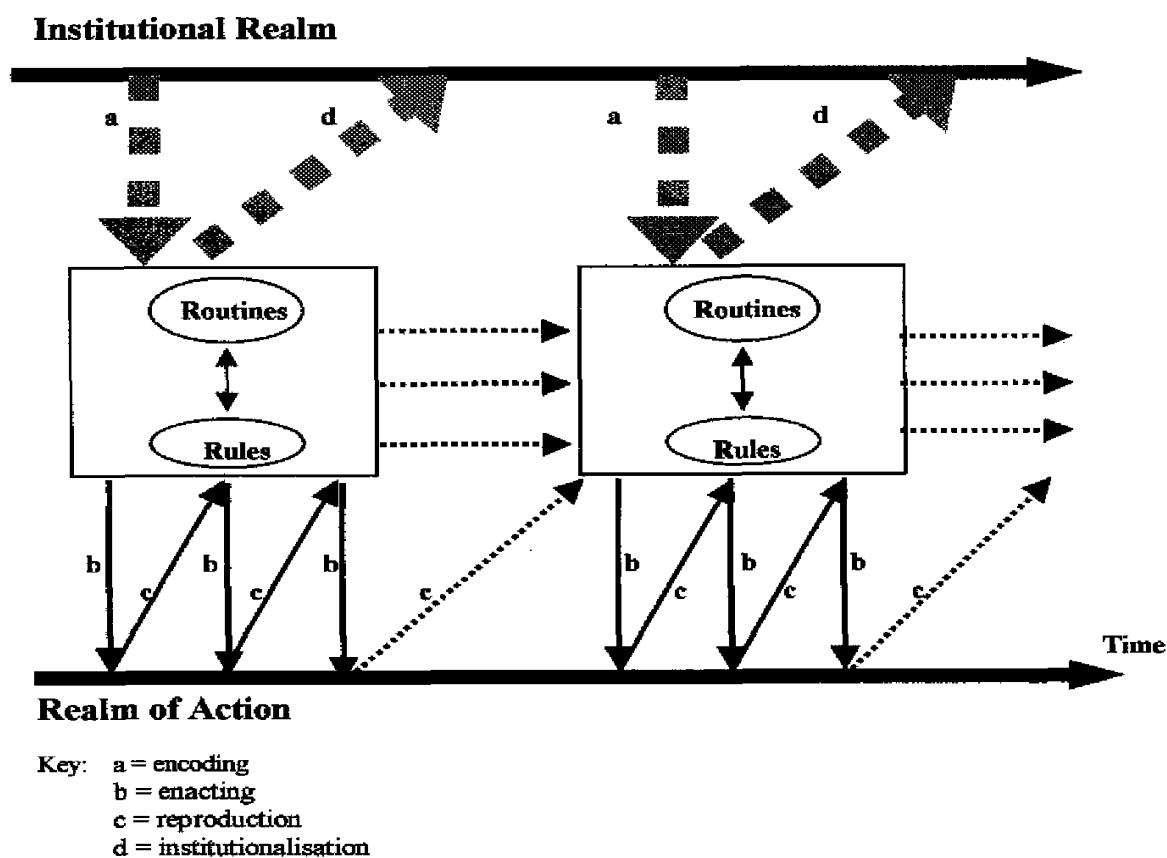 Institutional Realm
a
d
a
d
Routines
Routines
Rules
Rules
b
c
b
c
b
c
b
c
b
c
b
c
Time
Realm of Action
Key: a = encoding
b = enacting
c = reproduction
d = institutionalisation